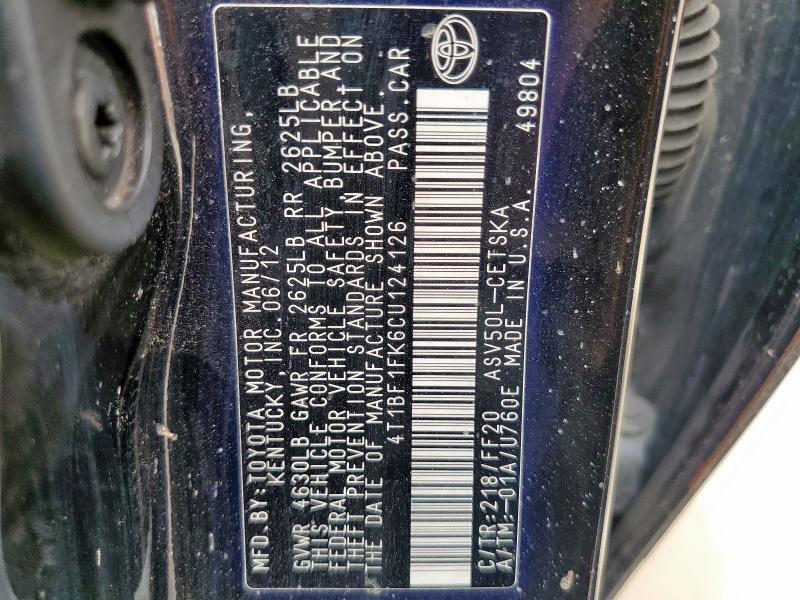 MFD.BY:TOYOTA MOTOR MANUFACTURING,
KENTUCKY, INC. 06/12
GVWR 4630LB GAWR FR 2625LB RR 2625LB
THIS VEHICLE CONFORMS TO ALL APPLICABLE
FEDERAL MOTOR VEHICLE SAFETY, BUMPER, AND
THEFT PREVENTION STANDARDS IN EFFECT ON
THE DATE OF MANUFACTURE SHOWN ABOVE.
4T1BF1FK6CU124126 PASS.CAR
C/TR:218/FF20 ASV50L-CETSKA
A/TM:-01A/U760E MADE IN U.S.A. 49804